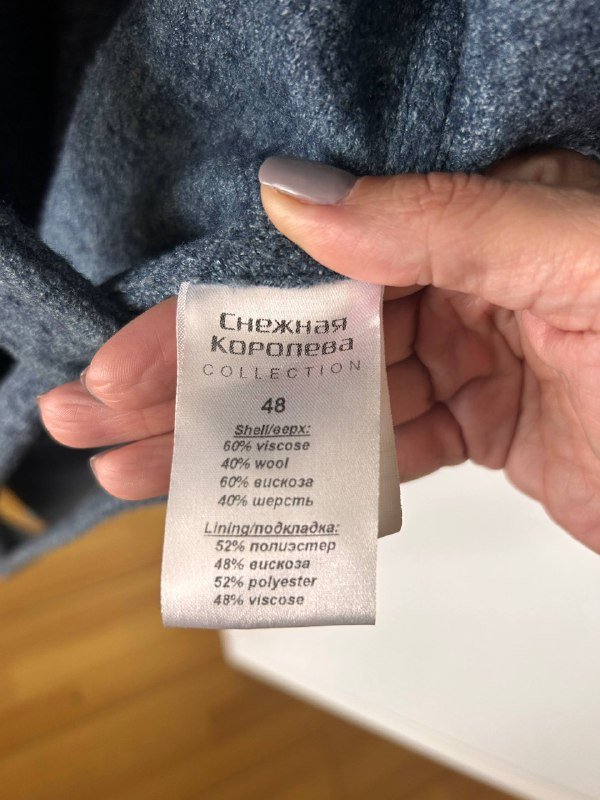 Снежная
Королева
COLLECTION
48
Shell/верх:
60% viscose
40% wool
60% вискоза
40% шерсть
Lining/подкладка:
52% полиэстер
48% вискоза
52% polyester
48% viscose